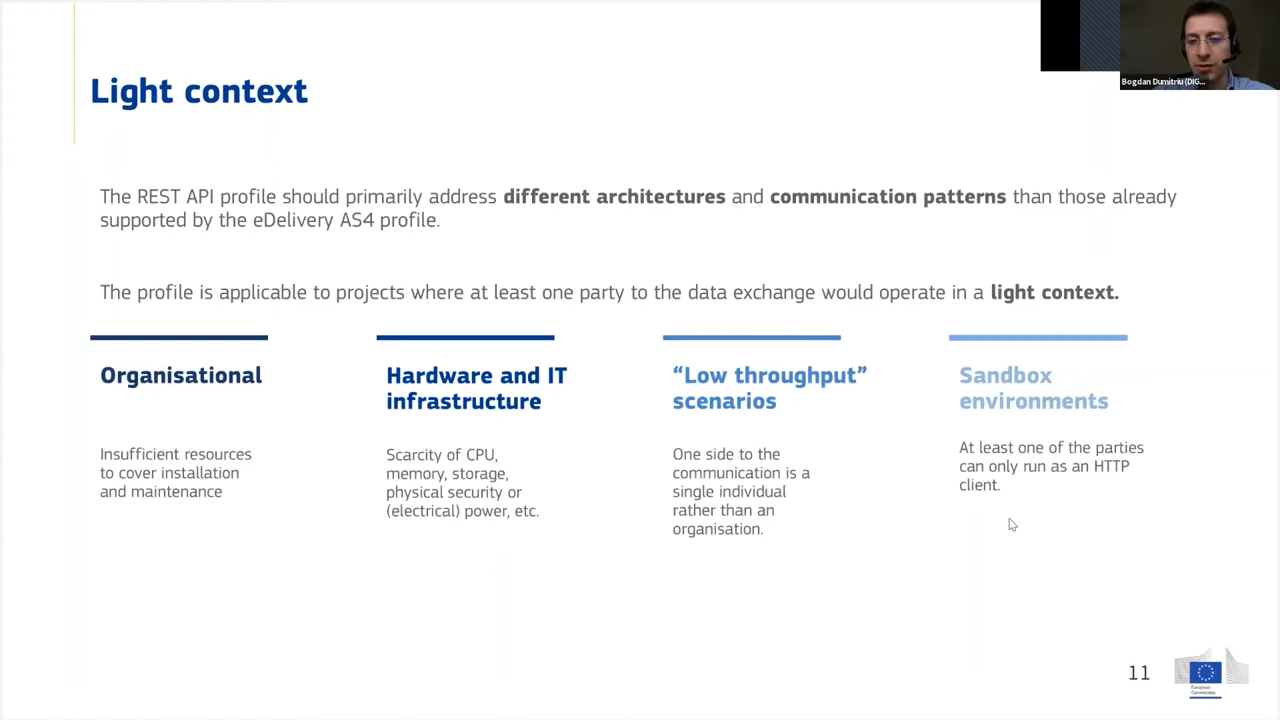 Bogdan Dumitriu (DIG...
Light context
The REST API profile should primarily address different architectures and communication patterns than those already
supported by the eDelivery AS4 profile.
The profile is applicable to projects where at least one party to the data exchange would operate in a light context.
Organisational
Insufficient resources
to cover installation
and maintenance
Hardware and IT
infrastructure
Scarcity of CPU,
memory, storage,
physical security or
(electrical) power, etc.
“Low throughput”
scenarios
One side to the
communication is a
single individual
rather than an
organisation.
Sandbox
environments
At least one of the parties
can only run as an HTTP
client.
11
European
Commission